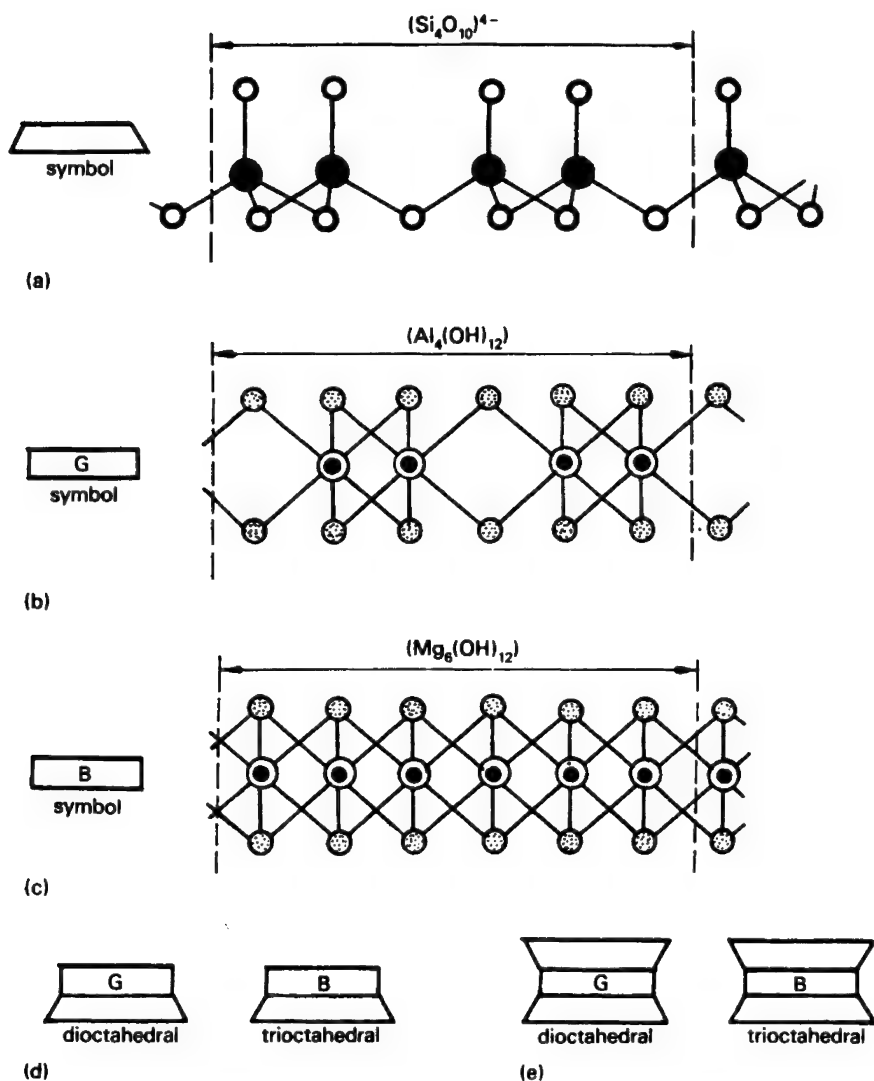 (Si₄O₁₀)⁴⁻
symbol
(a)
(Al₄(OH)₁₂)
G
symbol
(b)
(Mg₆(OH)₁₂)
B
symbol
(c)
G
B
G
B
dioctahedral
trioctahedral
dioctahedral
trioctahedral
(d)
(e)